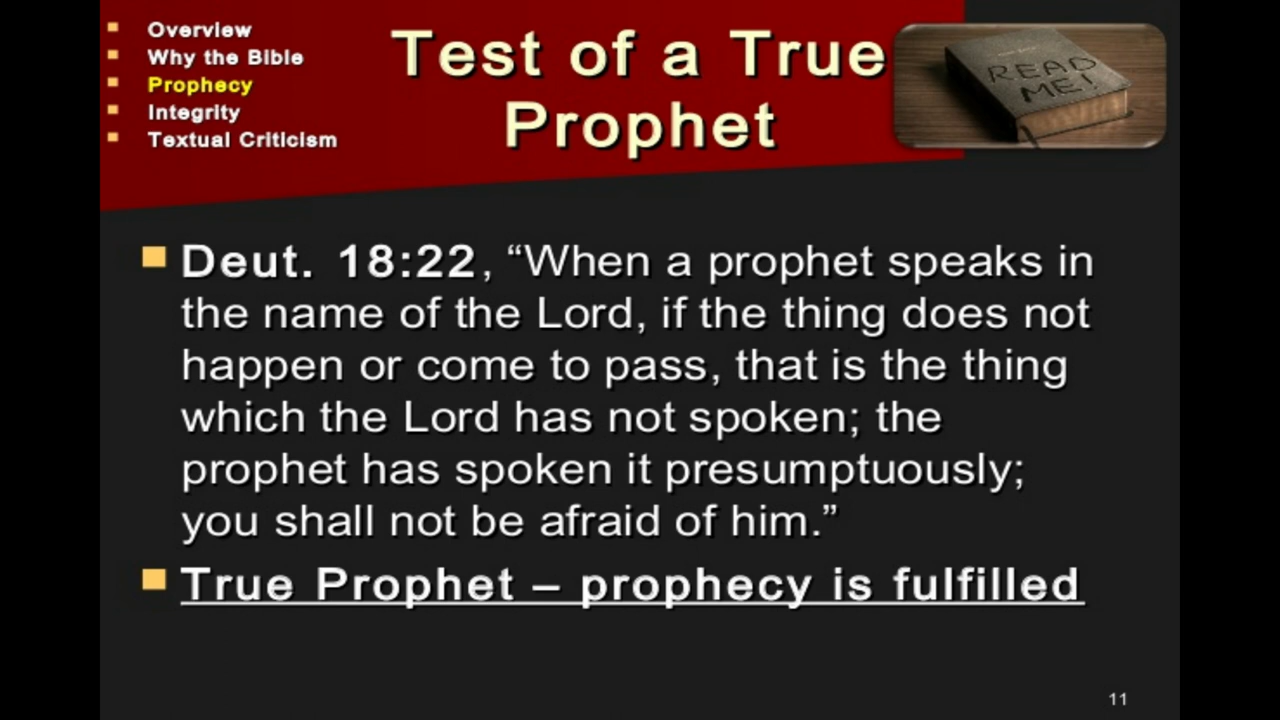 Overview
Why the Bible
Prophecy
Integrity
Textual Criticism
Test of a True
Prophet
READ
ME!
Deut. 18:22, “When a prophet speaks in
the name of the Lord, if the thing does not
happen or come to pass, that is the thing
which the Lord has not spoken; the
prophet has spoken it presumptuously;
you shall not be afraid of him.”
True Prophet – prophecy is fulfilled
11